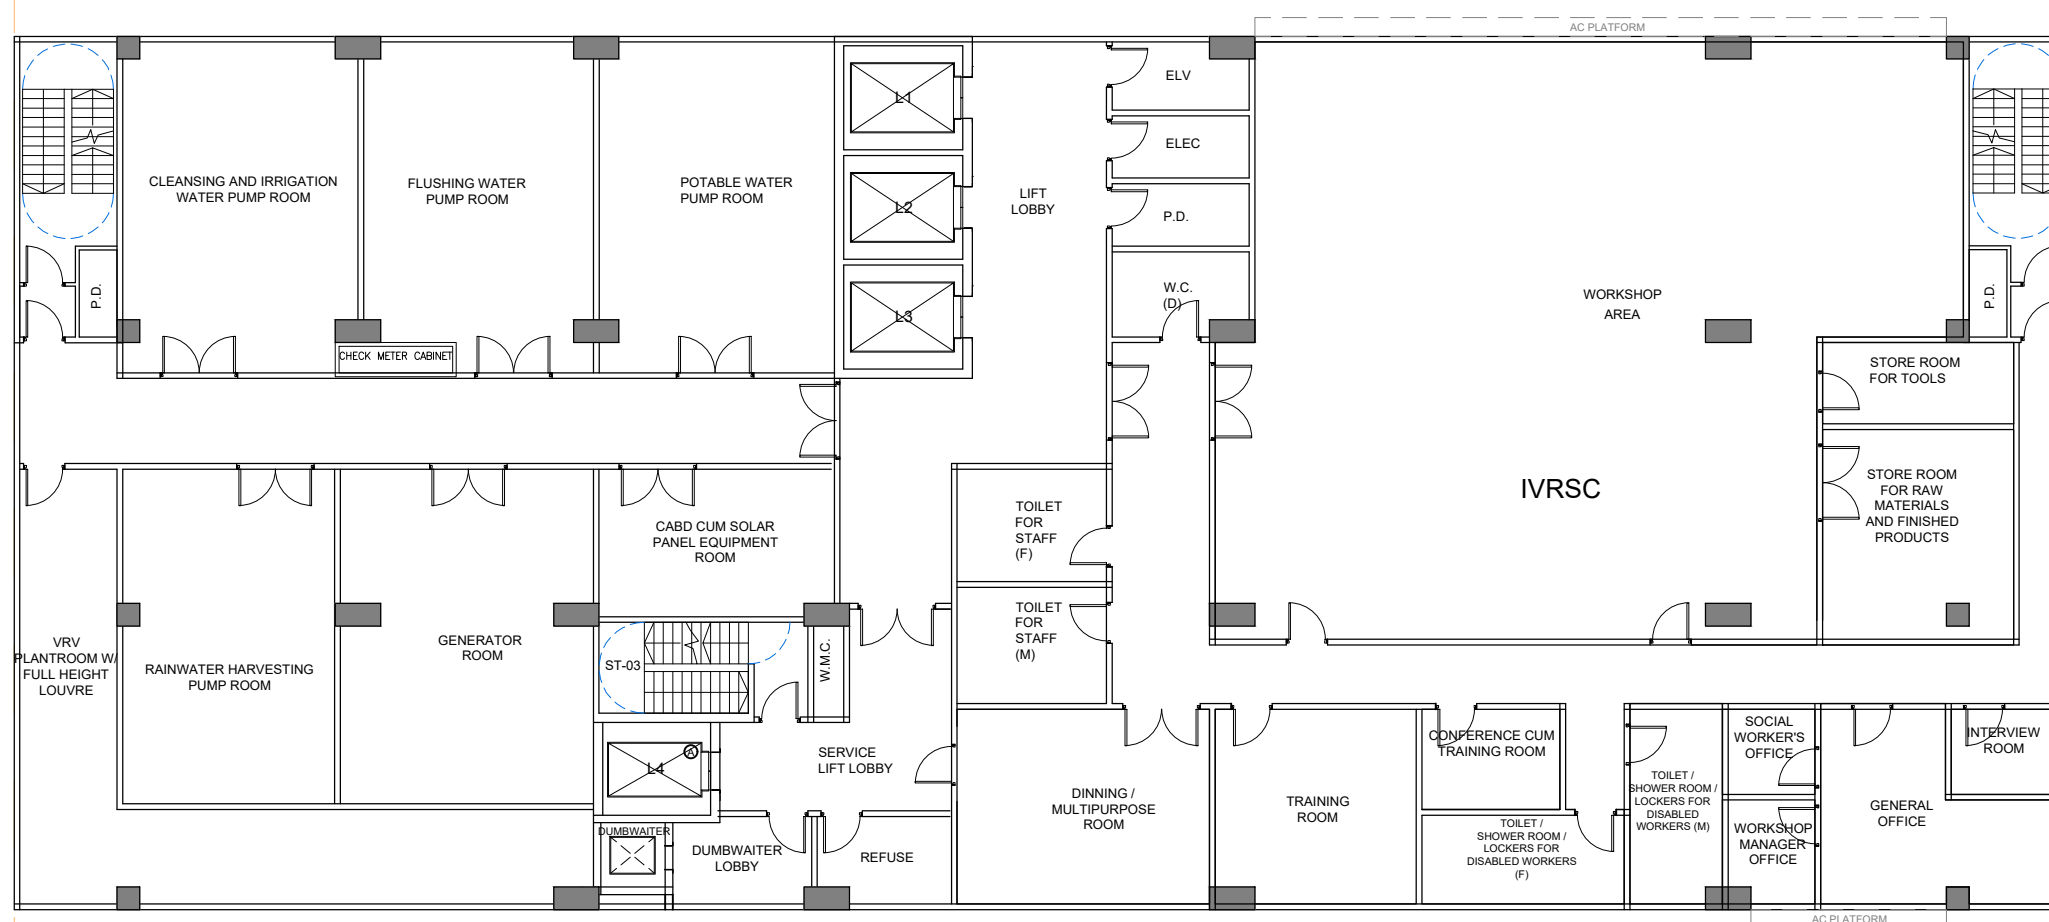 AC PLATFORM
ELV
L1
ELEC
CLEANSING AND IRRIGATION
WATER PUMP ROOM
FLUSHING WATER
PUMP ROOM
POTABLE WATER
PUMP ROOM
L2
LIFT
LOBBY
P.D.
P.D.
W.C.
(D)
L3
WORKSHOP
AREA
P.D.
CHECK METER CABINET
STORE ROOM
FOR TOOLS
IVRSC
STORE ROOM
FOR RAW
MATERIALS
AND FINISHED
PRODUCTS
TOILET
FOR
STAFF
(F)
CABD CUM SOLAR
PANEL EQUIPMENT
ROOM
TOILET
FOR
STAFF
(M)
VRV
PLANTROOM W/
FULL HEIGHT
LOUVRE
RAINWATER HARVESTING
PUMP ROOM
GENERATOR
ROOM
ST-03
W.M.C.
L4
A
SERVICE
LIFT LOBBY
CONFERENCE CUM
TRAINING ROOM
SOCIAL
WORKER'S
OFFICE
INTERVIEW
ROOM
DINNING /
MULTIPURPOSE
ROOM
TRAINING
ROOM
TOILET /
SHOWER ROOM /
LOCKERS FOR
DISABLED
WORKERS (M)
GENERAL
OFFICE
DUMBWAITER
DUMBWAITER
LOBBY
REFUSE
TOILET /
SHOWER ROOM /
LOCKERS FOR
DISABLED WORKERS
(F)
WORKSHOP
MANAGER
OFFICE
AC PLATFORM